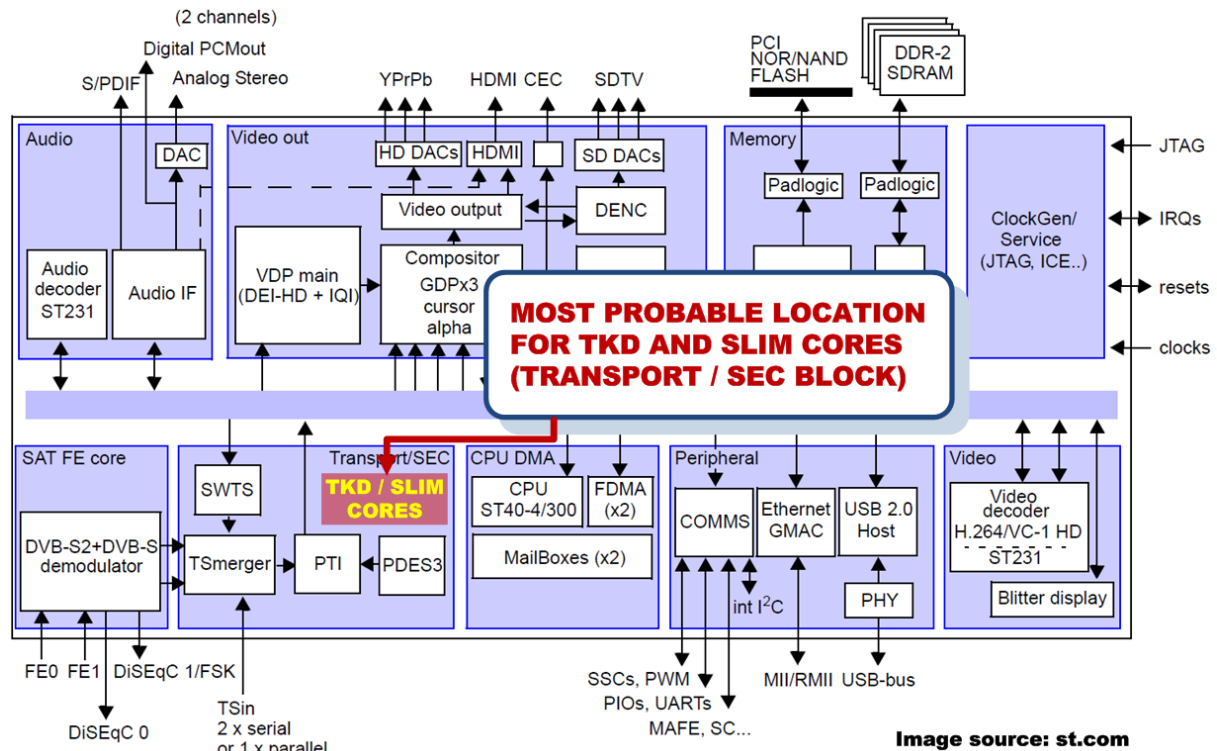 (2 channels)
Digital PCMout
S/PDIF
Analog Stereo
YPrPb
HDMI
CEC
SDTV
PCI
NOR/NAND
FLASH
DDR-2
SDRAM
Audio
DAC
Audio
decoder
ST231
Audio IF
Video out
HD DACs
HDMI
SD DACs
Video output
DENC
VDP main
(DEI-HD + IQI)
Compositor
GDPx3
cursor
alpha
Memory
Padlogic
Padlogic
ClockGen/
Service
(JTAG, ICE..)
JTAG
IRQs
resets
clocks
MOST PROBABLE LOCATION
FOR TKD AND SLIM CORES
(TRANSPORT / SEC BLOCK)
SAT FE core
DVB-S2+DVB-S
demodulator
Transport/SEC
SWTS
TKD / SLIM
CORES
TSmerger
PTI
PDES3
CPU DMA
CPU
ST40-4/300
FDMA
(x2)
MailBoxes (x2)
Peripheral
COMMS
Ethernet
GMAC
USB 2.0
Host
int I²C
PHY
Video
Video
decoder
H.264/VC-1 HD
ST231
Blitter display
FE0
FE1
DiSEqC 1/FSK
DiSEqC 0
TSin
2 x serial
or 1 x parallel
SSCs, PWM
PIOs, UARTs
MAFE, SC...
MII/RMII
USB-bus
Image source: st.com